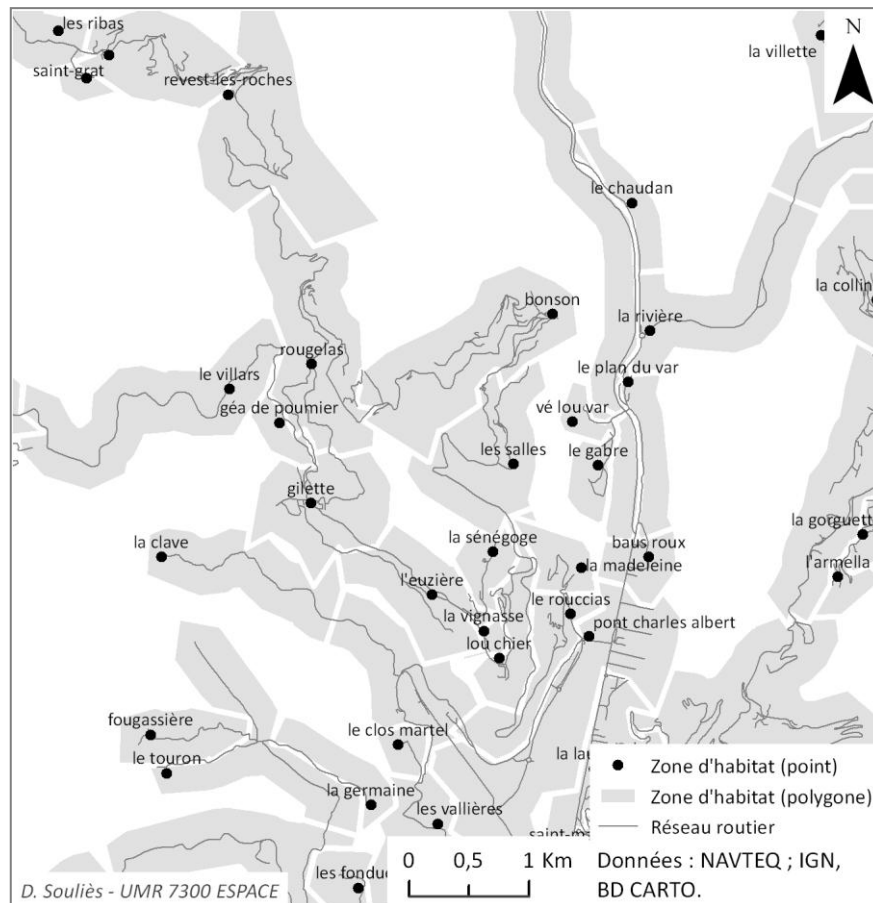 les ribas
N
la villette
saint-grat
revest-les-roches
le chaudan
la collin
bonson
la rivière
rougelas
le villars
le plan du var
géa de poumier
vé lou var
les salles
le gabre
gilette
la gorguett
la sénégoge
baus roux
la clave
la madeleine
l'armella
l'euzière
le rouccias
la vignasse
pont charles albert
lou chier
fougassière
le clos martel
le touron
la lau
Zone d'habitat (point)
la germaine
Zone d'habitat (polygone)
les vallières
Réseau routier
saint-ma
0 0,5 1 Km
Données : NAVTEQ ; IGN,
BD CARTO.
les fondu
D. Souliès - UMR 7300 ESPACE